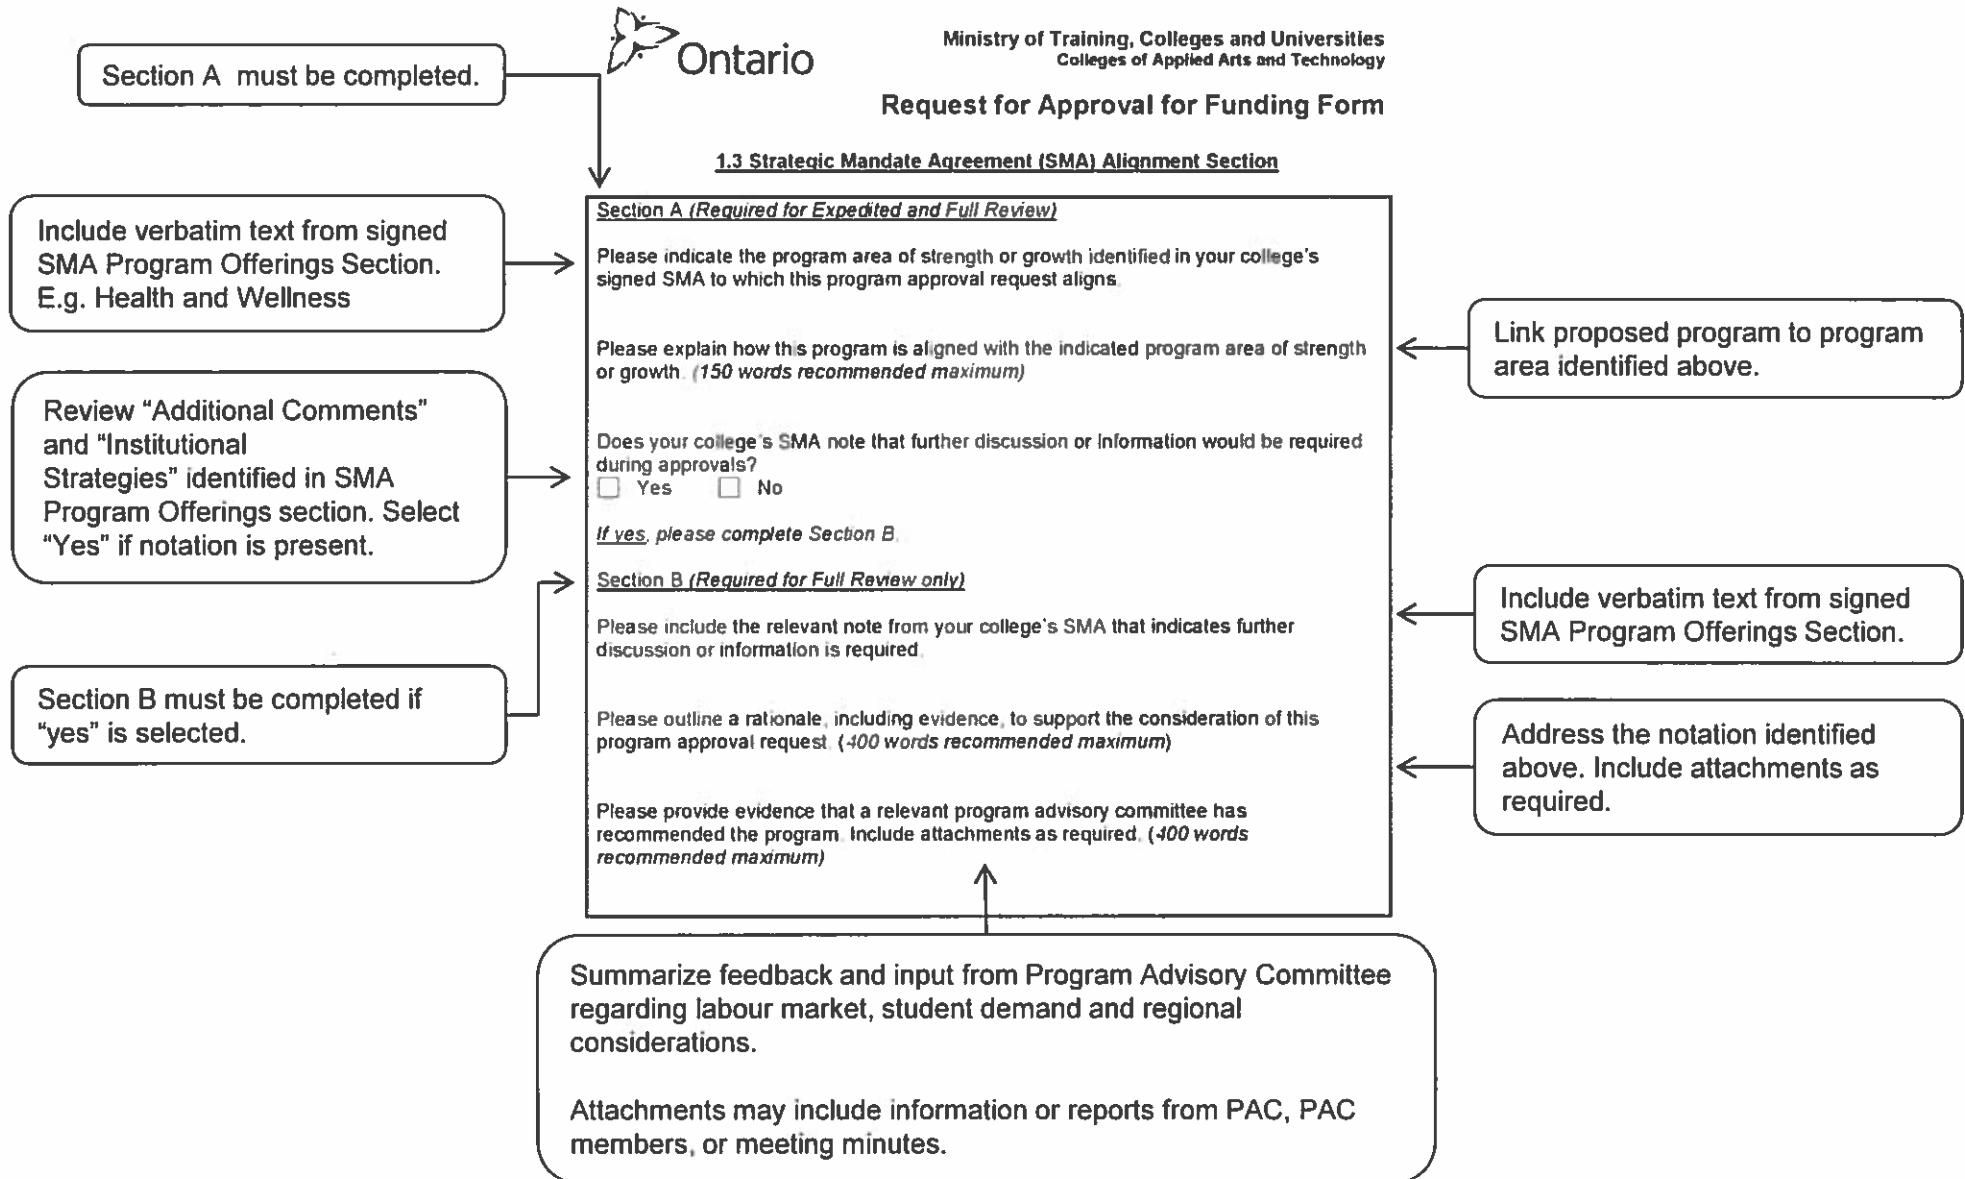 Ontario
Ministry of Training, Colleges and Universities
Colleges of Applied Arts and Technology
Request for Approval for Funding Form
1.3 Strategic Mandate Agreement (SMA) Alignment Section
Section A must be completed.
Section A (Required for Expedited and Full Review)
Include verbatim text from signed
SMA Program Offerings Section.
E.g. Health and Wellness
Please indicate the program area of strength or growth identified in your college's
signed SMA to which this program approval request aligns.
Please explain how this program is aligned with the indicated program area of strength
or growth. (150 words recommended maximum)
Link proposed program to program
area identified above.
Review “Additional Comments”
and “Institutional
Strategies” identified in SMA
Program Offerings section. Select
“Yes” if notation is present.
Does your college's SMA note that further discussion or information would be required
during approvals?
Yes No
If yes, please complete Section B.
Section B must be completed if
“yes” is selected.
Section B (Required for Full Review only)
Please include the relevant note from your college's SMA that indicates further
discussion or information is required.
Include verbatim text from signed
SMA Program Offerings Section.
Please outline a rationale, including evidence, to support the consideration of this
program approval request. (400 words recommended maximum)
Address the notation identified
above. Include attachments as
required.
Please provide evidence that a relevant program advisory committee has
recommended the program. Include attachments as required. (400 words
recommended maximum)
Summarize feedback and input from Program Advisory Committee
regarding labour market, student demand and regional
considerations.
Attachments may include information or reports from PAC, PAC
members, or meeting minutes.